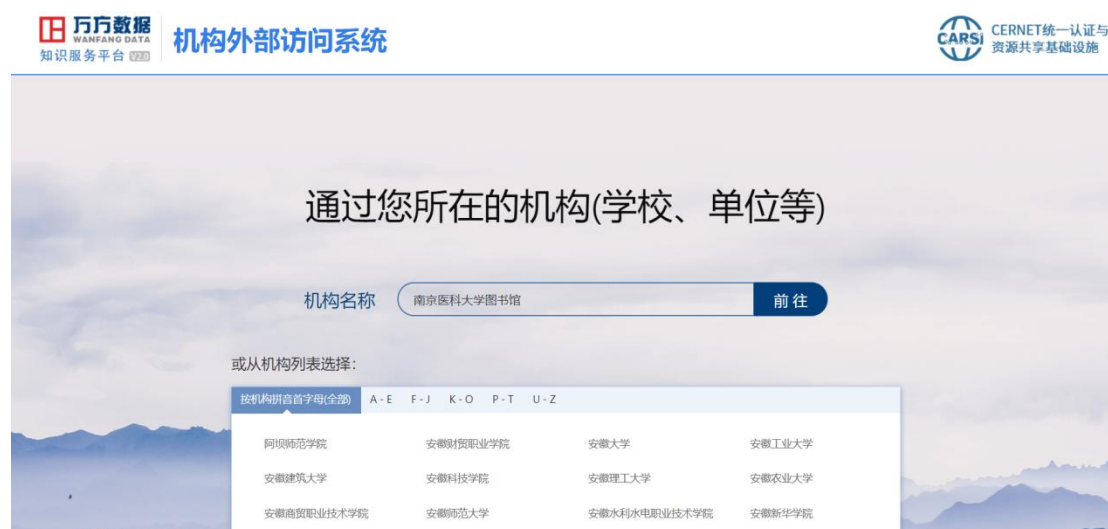 万方数据
WANFANG DATA
知识服务平台 V2.0
机构外部访问系统
CARSI
CERNET统一认证与
资源共享基础设施
通过您所在的机构(学校、单位等)
机构名称 南京医科大学图书馆 前往
或从机构列表选择:
按机构拼音首字母(全部) A-E F-J K-O P-T U-Z
阿坝师范学院 安徽财贸职业学院 安徽大学 安徽工业大学
安徽建筑大学 安徽科技学院 安徽理工大学 安徽农业大学
安徽商贸职业技术学院 安徽师范大学 安徽水利水电职业技术学院 安徽新华学院